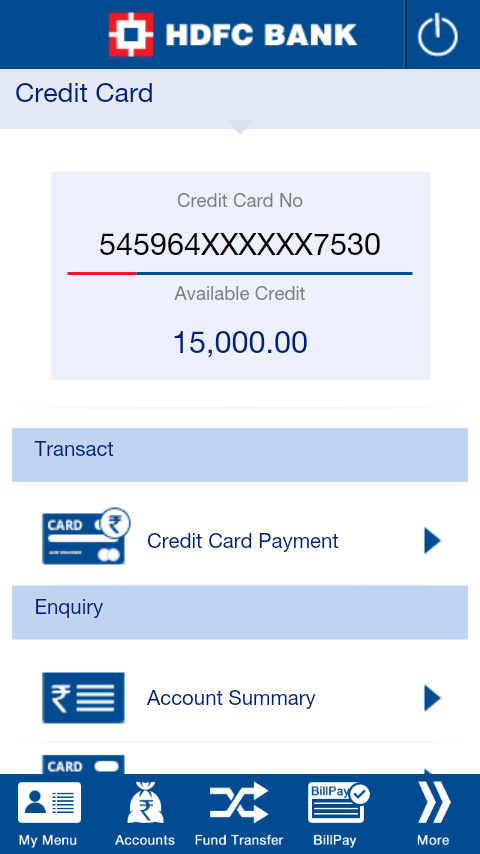 HDFC BANK
Credit Card
Credit Card No
545964XXXXXX7530
Available Credit
15,000.00
Transact
CARD ₹
Credit Card Payment
Enquiry
₹
Account Summary
CARD
₹
BillPay
My Menu
Accounts
Fund Transfer
BillPay
More